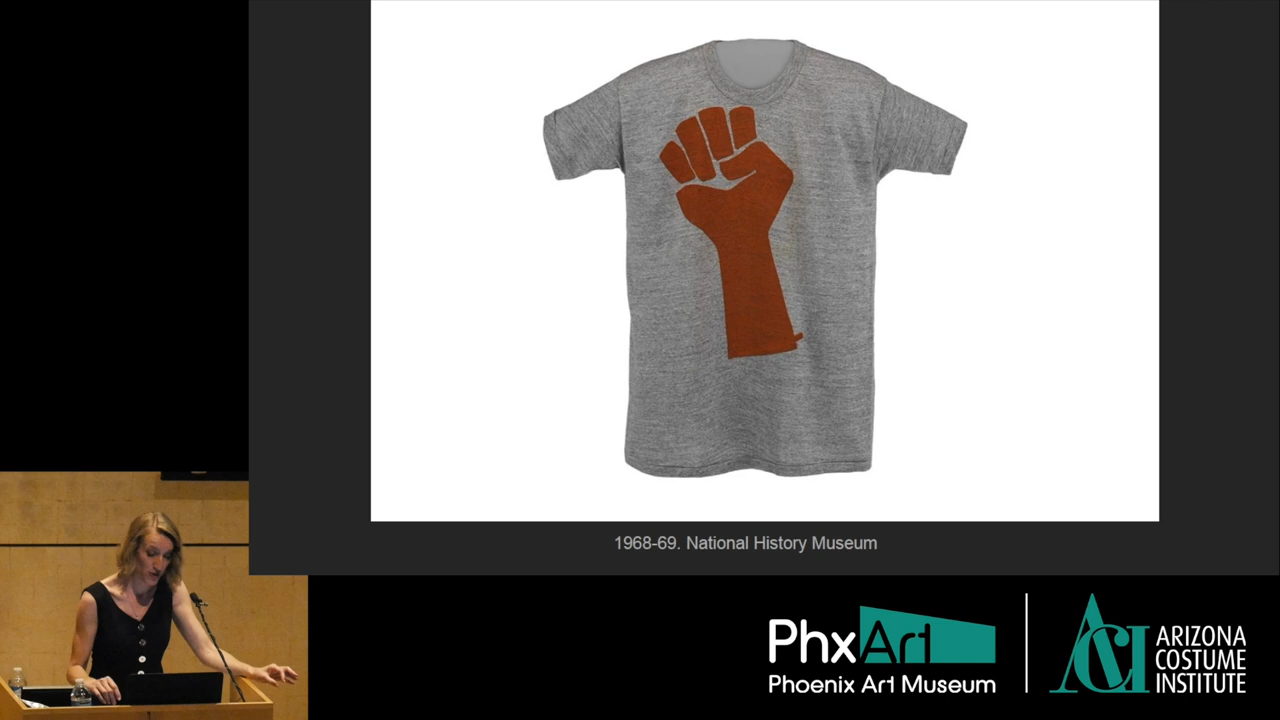 1968-69. National History Museum
PhxArt
Phoenix Art Museum
ACI
ARIZONA
COSTUME
INSTITUTE